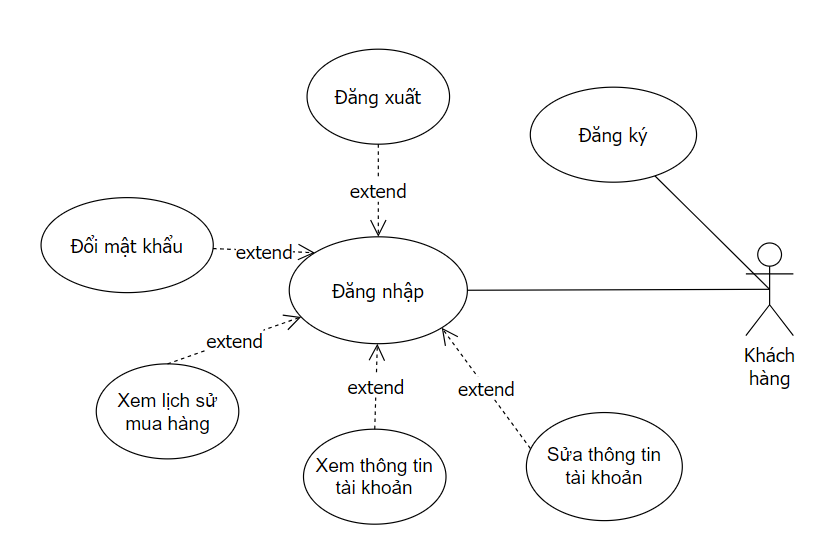 Đăng xuất
Đăng ký
extend
Đổi mật khẩu
extend
Đăng nhập
extend
Khách
hàng
Xem lịch sử
mua hàng
extend
extend
Xem thông tin
tài khoản
Sửa thông tin
tài khoản